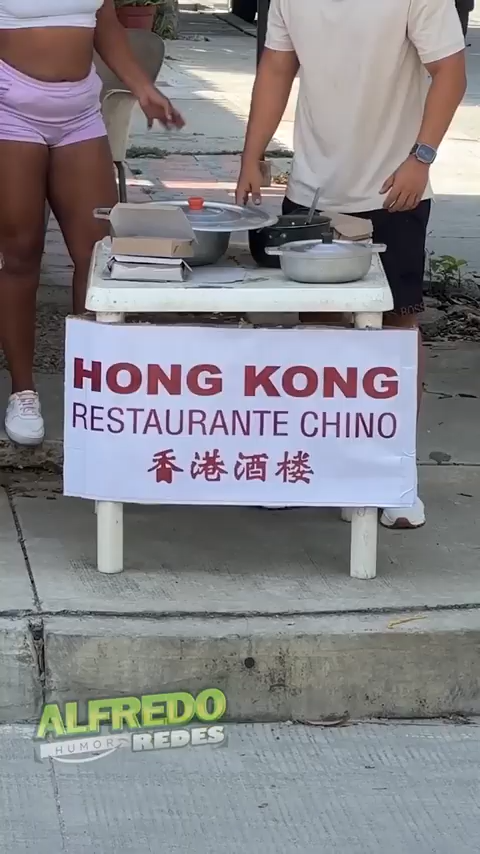 HONG KONG
RESTAURANTE CHINO
香港酒楼
ALFREDO
HUMOR REDES